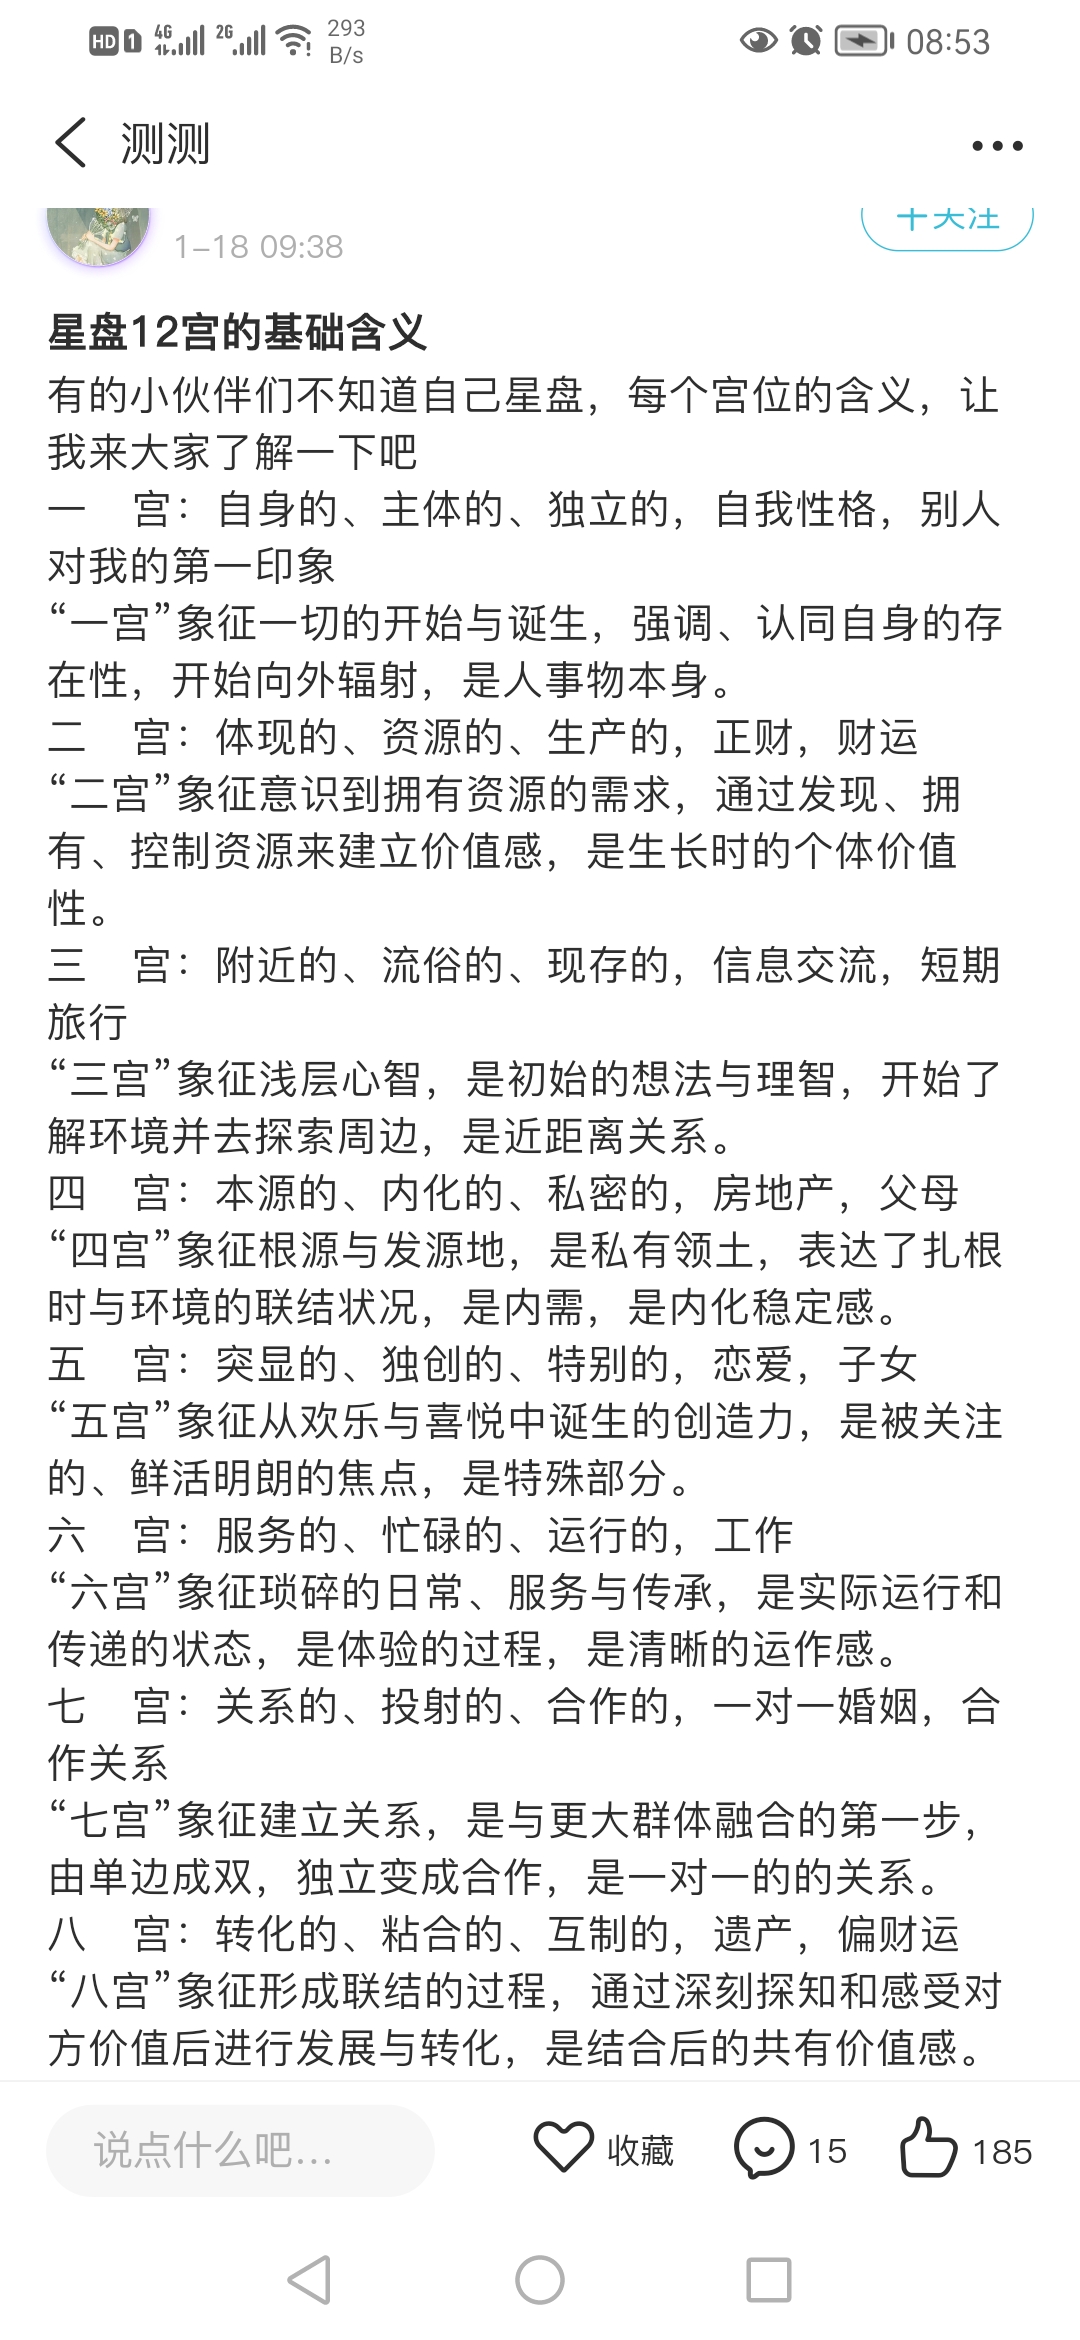 HD 1 4G 2G 293 B/s 08:53
测测
1-18 09:38
十关注
星盘12宫的基础含义
有的小伙伴们不知道自己星盘，每个宫位的含义，让
我来大家了解一下吧
一　宫：自身的、主体的、独立的，自我性格，别人
对我的第一印象
“一宫”象征一切的开始与诞生，强调、认同自身的存
在性，开始向外辐射，是人事物本身。
二　宫：体现的、资源的、生产的，正财，财运
“二宫”象征意识到拥有资源的需求，通过发现、拥
有、控制资源来建立价值感，是生长时的个体价值
性。
三　宫：附近的、流俗的、现存的，信息交流，短期
旅行
“三宫”象征浅层心智，是初始的想法与理智，开始了
解环境并去探索周边，是近距离关系。
四　宫：本源的、内化的、私密的，房地产，父母
“四宫”象征根源与发源地，是私有领土，表达了扎根
时与环境的联结状况，是内需，是内化稳定感。
五　宫：突显的、独创的、特别的，恋爱，子女
“五宫”象征从欢乐与喜悦中诞生的创造力，是被关注
的、鲜活明朗的焦点，是特殊部分。
六　宫：服务的、忙碌的、运行的，工作
“六宫”象征琐碎的日常、服务与传承，是实际运行和
传递的状态，是体验的过程，是清晰的运作感。
七　宫：关系的、投射的、合作的，一对一婚姻，合
作关系
“七宫”象征建立关系，是与更大群体融合的第一步，
由单边成双，独立变成合作，是一对一的的关系。
八　宫：转化的、粘合的、互制的，遗产，偏财运
“八宫”象征形成联结的过程，通过深刻探知和感受对
方价值后进行发展与转化，是结合后的共有价值感。
说点什么吧... 收藏 15 185